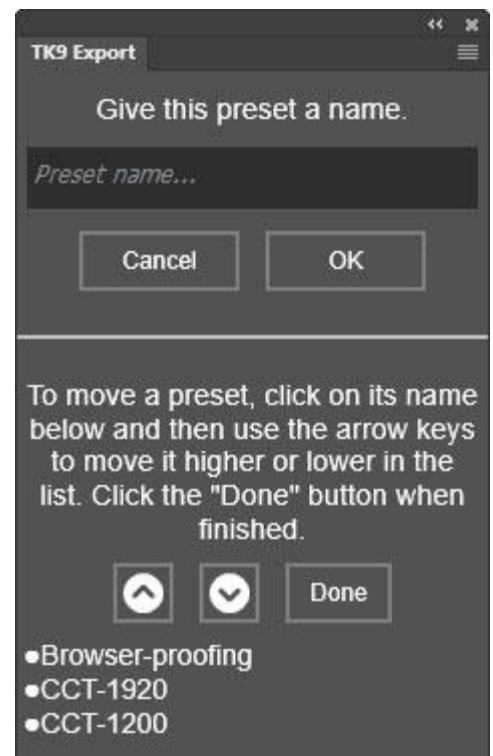 TK9 Export
Give this preset a name.
Preset name...
Cancel OK
To move a preset, click on its name
below and then use the arrow keys
to move it higher or lower in the
list. Click the "Done" button when
finished.
Done
●Browser-proofing
●CCT-1920
●CCT-1200